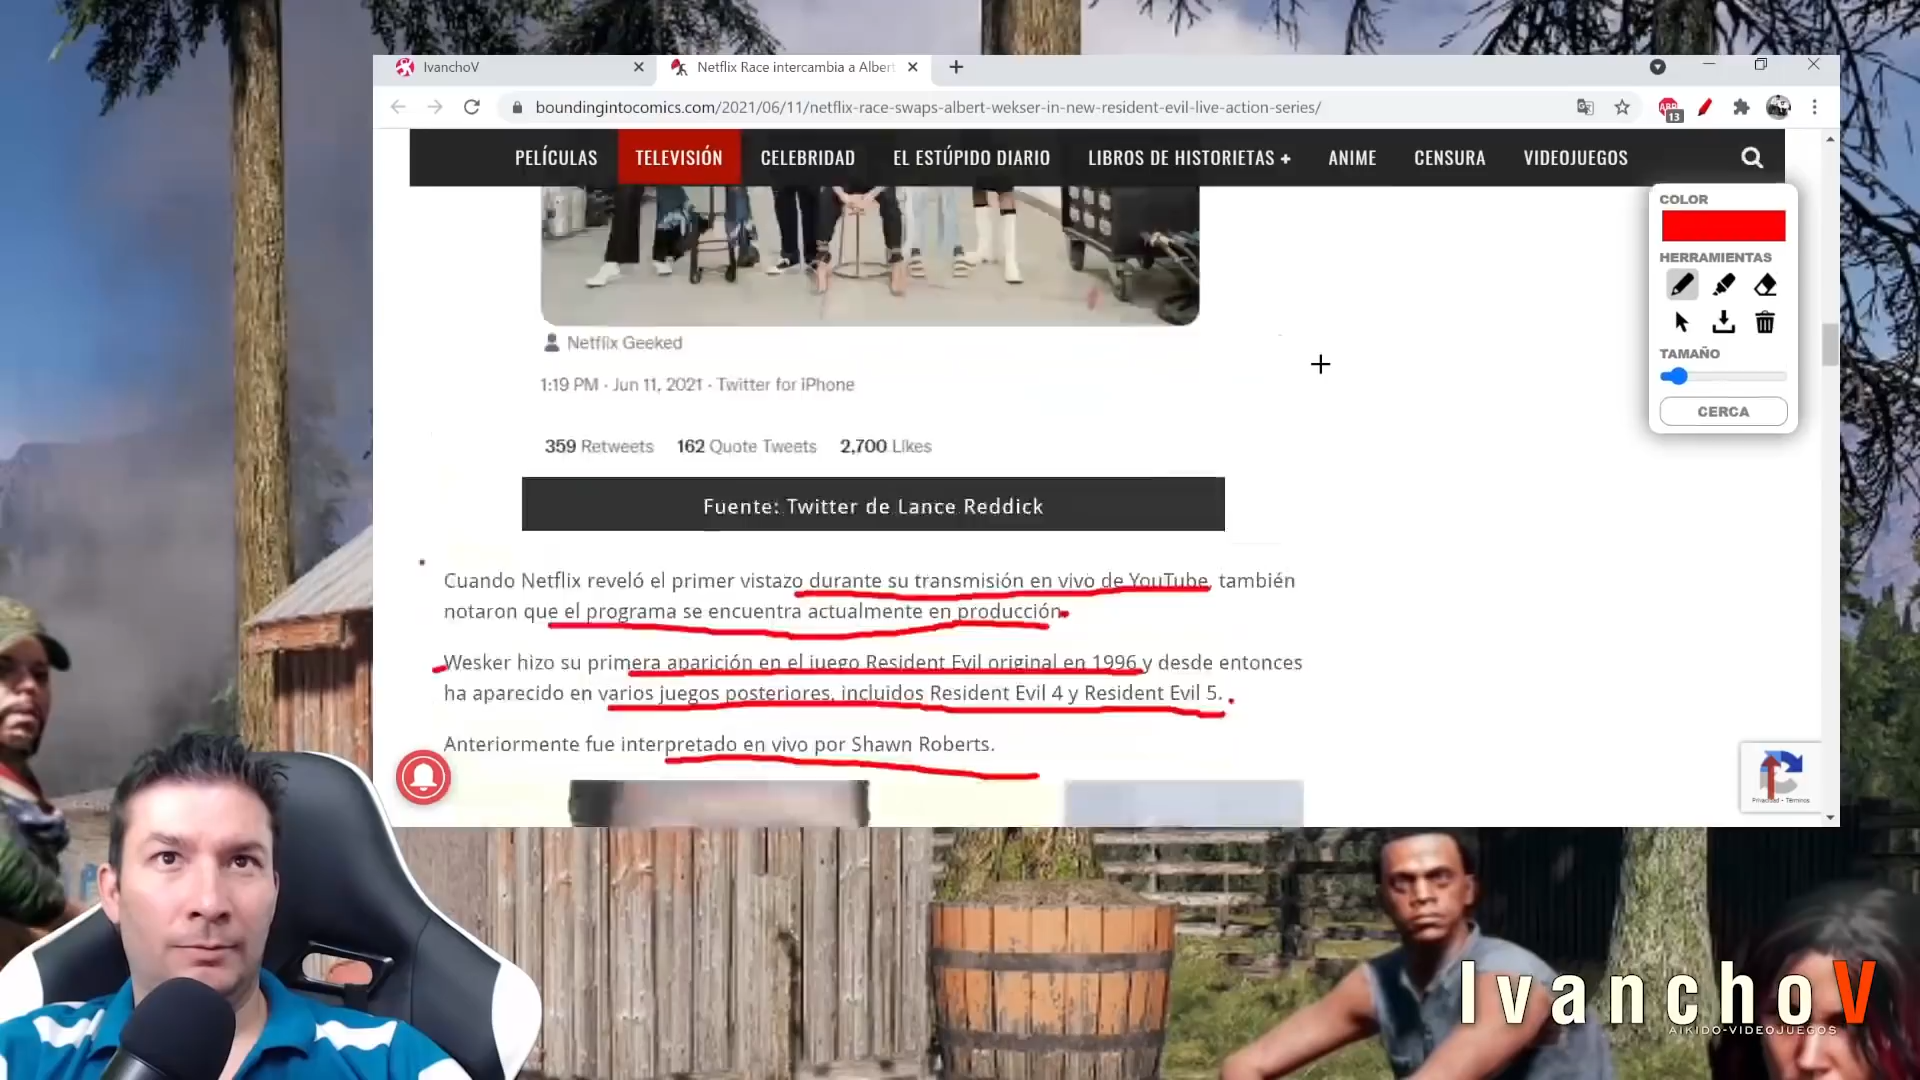 IvanchoV
Netflix Race intercambia a Albert
boundingintocomics.com/2021/06/11/netflix-race-swaps-albert-wekser-in-new-resident-evil-live-action-series/
ABP
13
PELÍCULAS
TELEVISIÓN
CELEBRIDAD
EL ESTÚPIDO DIARIO
LIBROS DE HISTORIETAS +
ANIME
CENSURA
VIDEOJUEGOS
COLOR
HERRAMIENTAS
TAMAÑO
CERCA
Netflix Geeked
1:19 PM · Jun 11, 2021 · Twitter for iPhone
359 Retweets 162 Quote Tweets 2,700 Likes
Fuente: Twitter de Lance Reddick
Cuando Netflix reveló el primer vistazo durante su transmisión en vivo de YouTube, también
notaron que el programa se encuentra actualmente en producción.
Wesker hizo su primera aparición en el juego Resident Evil original en 1996 y desde entonces
ha aparecido en varios juegos posteriores, incluidos Resident Evil 4 y Resident Evil 5.
Anteriormente fue interpretado en vivo por Shawn Roberts.
Privacidad - Términos
IvanchoV
AIKIDO-VIDEOJUEGOS